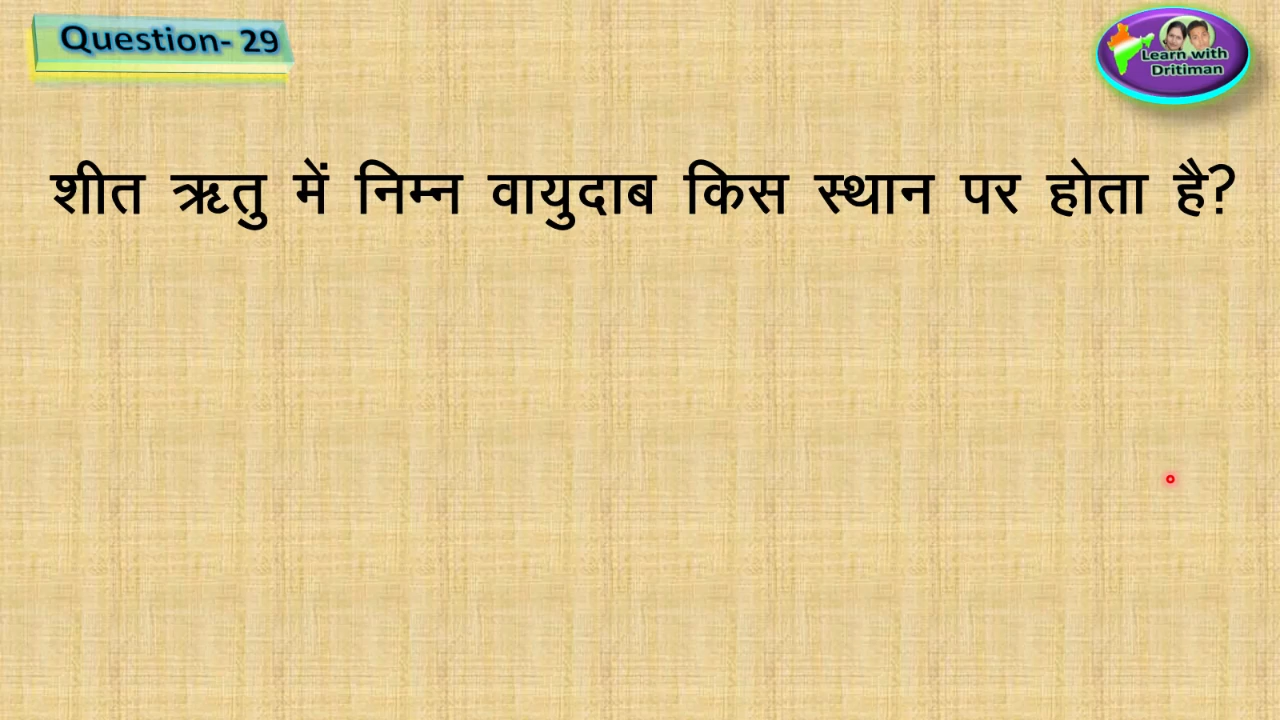 Question- 29
Learn with
Dritiman
शीत ऋतु में निम्न वायुदाब किस स्थान पर होता है?